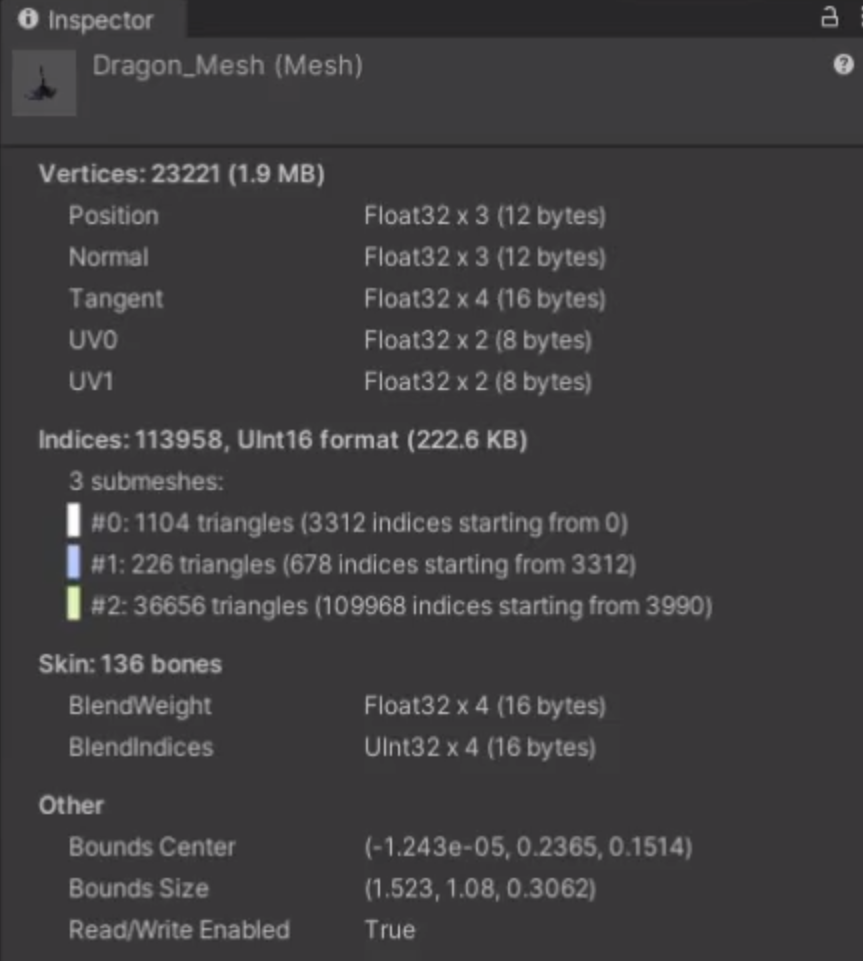 Inspector
Dragon_Mesh (Mesh)
Vertices: 23221 (1.9 MB)
Position Float32 x 3 (12 bytes)
Normal Float32 x 3 (12 bytes)
Tangent Float32 x 4 (16 bytes)
UV0 Float32 x 2 (8 bytes)
UV1 Float32 x 2 (8 bytes)
Indices: 113958, UInt16 format (222.6 KB)
3 submeshes:
#0: 1104 triangles (3312 indices starting from 0)
#1: 226 triangles (678 indices starting from 3312)
#2: 36656 triangles (109968 indices starting from 3990)
Skin: 136 bones
BlendWeight Float32 x 4 (16 bytes)
BlendIndices UInt32 x 4 (16 bytes)
Other
Bounds Center (-1.243e-05, 0.2365, 0.1514)
Bounds Size (1.523, 1.08, 0.3062)
Read/Write Enabled True